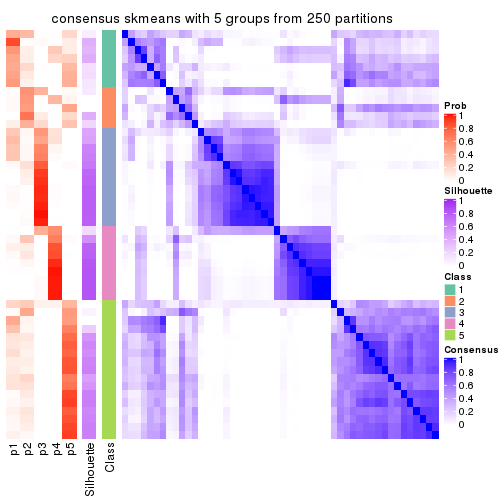 consensus skmeans with 5 groups from 250 partitions
Prob
1
0.8
0.6
0.4
0.2
0
Silhouette
1
0.8
0.6
0.4
0.2
0
Class
1
2
3
4
5
Consensus
1
0.8
0.6
0.4
0.2
0
p1
p2
p3
p4
p5
Silhouette
Class